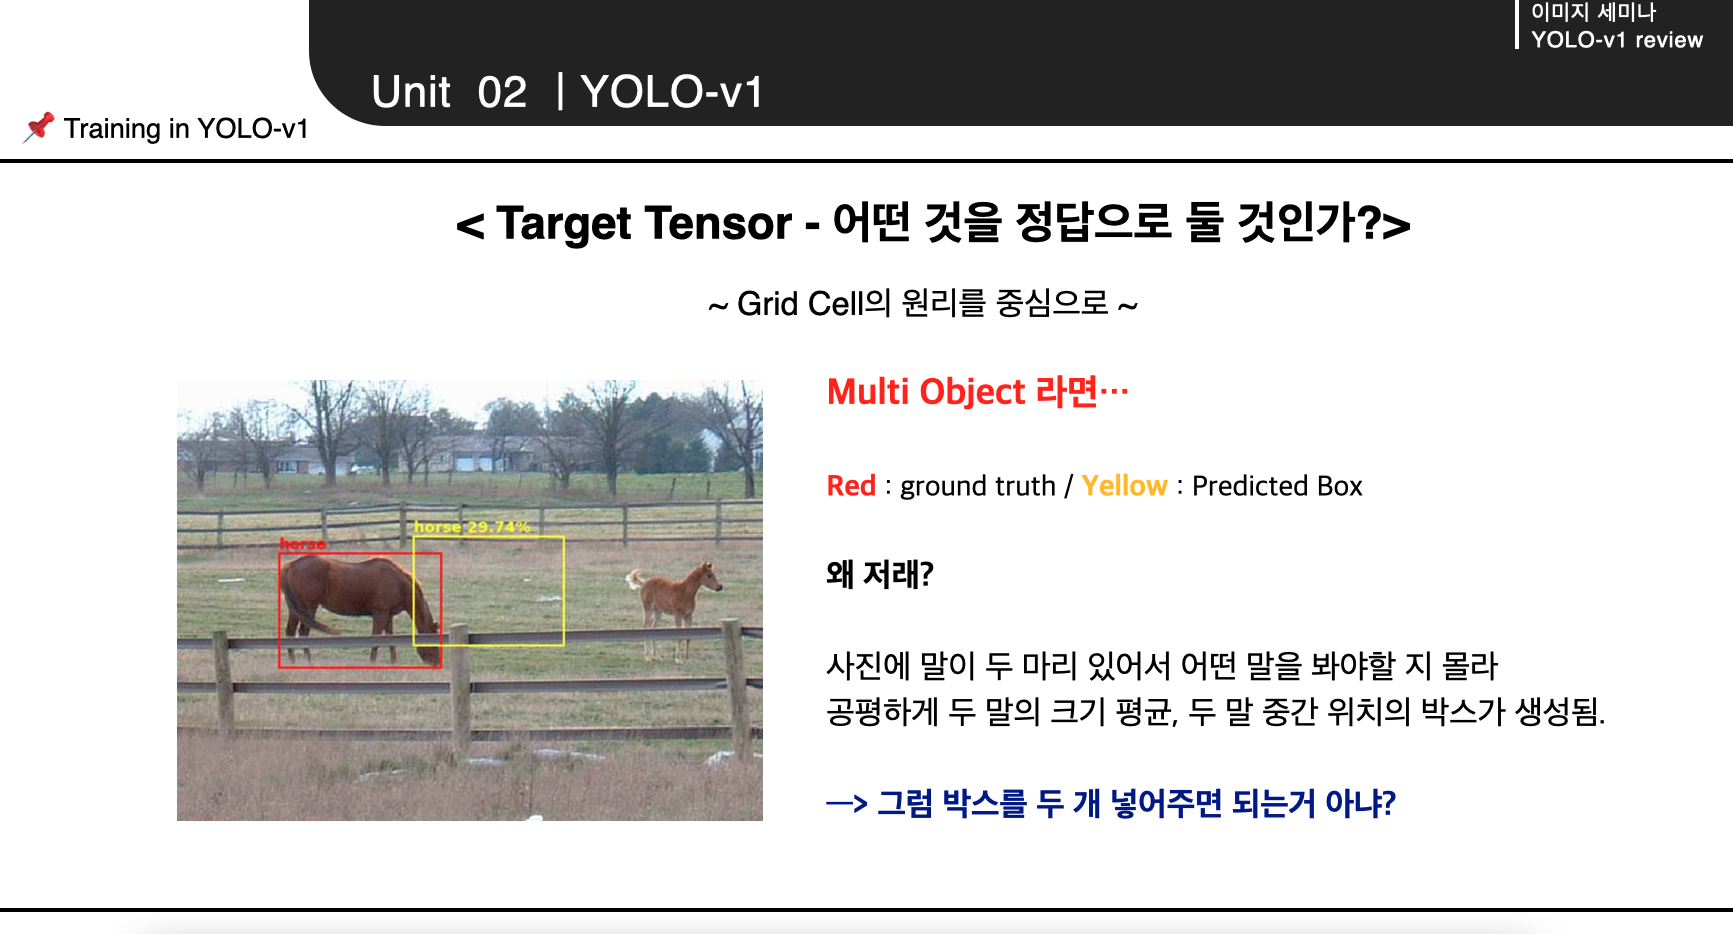 이미지 세미나
YOLO-v1 review
Unit 02 | YOLO-v1
📌 Training in YOLO-v1
< Target Tensor - 어떤 것을 정답으로 둘 것인가?>
~ Grid Cell의 원리를 중심으로 ~
Multi Object 라면…
Red : ground truth / Yellow : Predicted Box
horse 29.74%
horse
왜 저래?
사진에 말이 두 마리 있어서 어떤 말을 봐야할 지 몰라
공평하게 두 말의 크기 평균, 두 말 중간 위치의 박스가 생성됨.
—> 그럼 박스를 두 개 넣어주면 되는거 아냐?